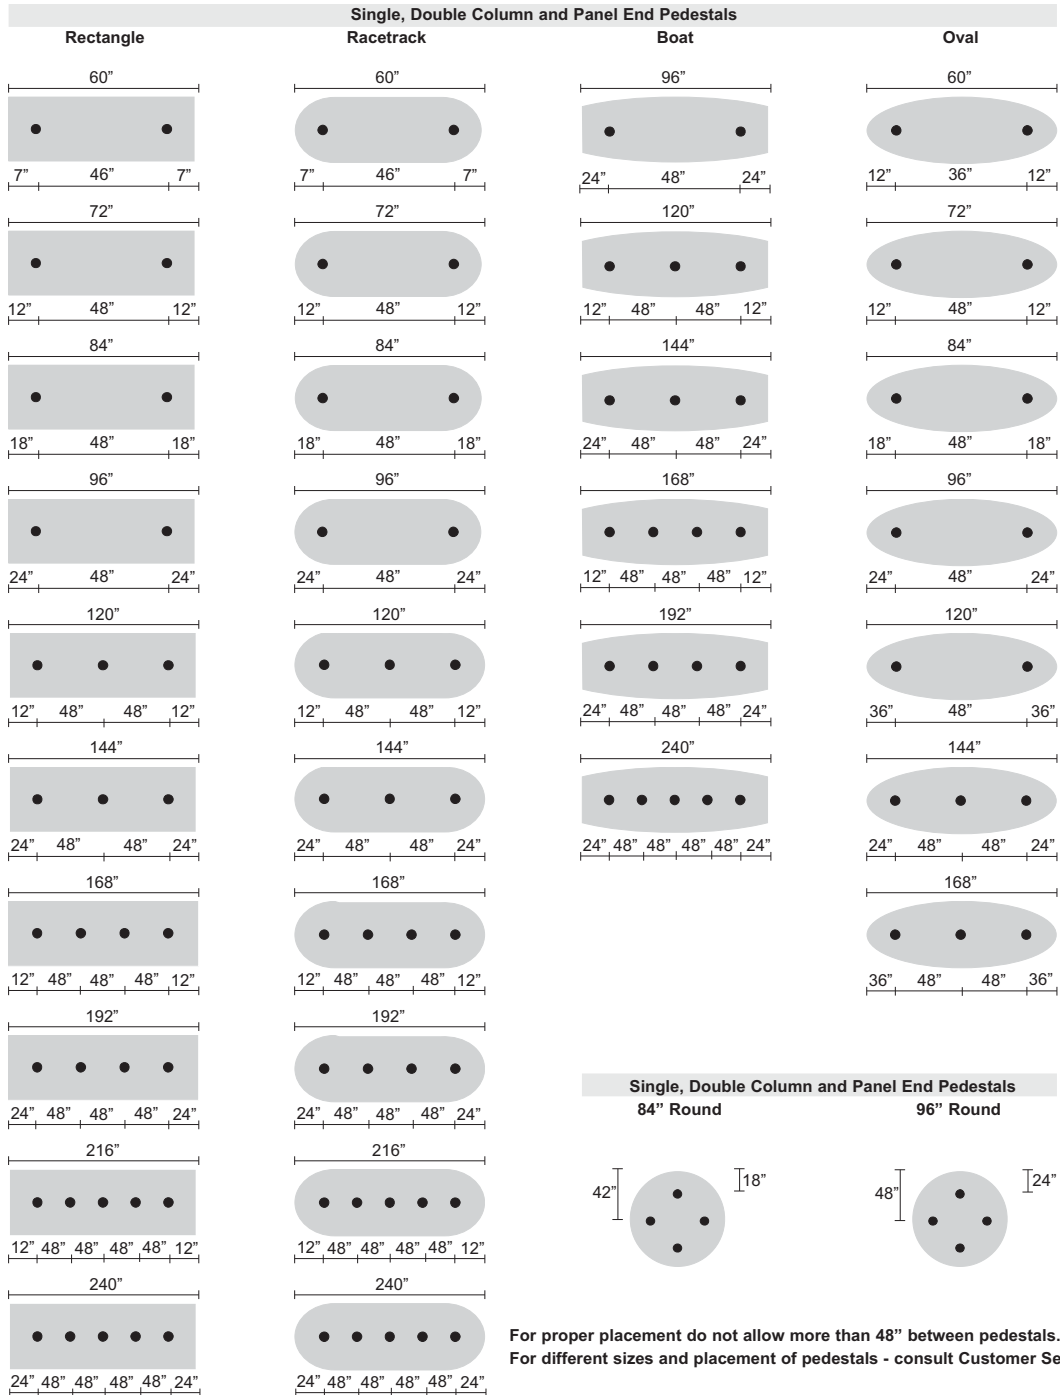 Single, Double Column and Panel End Pedestals
Rectangle Racetrack Boat Oval
60” 60” 96” 60”
7” 46” 7” 7” 46” 7” 24” 48” 24” 12” 36” 12”
72” 72” 120” 72”
12” 48” 12” 12” 48” 12” 12” 48” 48” 12” 12” 48” 12”
84” 84” 144” 84”
18” 48” 18” 18” 48” 18” 24” 48” 48” 24” 18” 48” 18”
96” 96” 168” 96”
24” 48” 24” 24” 48” 24” 12” 48” 48” 48” 12” 24” 48” 24”
120” 120” 192” 120”
12” 48” 48” 12” 12” 48” 48” 12” 24” 48” 48” 48” 24” 36” 48” 36”
144” 144” 240” 144”
24” 48” 48” 24” 24” 48” 48” 24” 24” 48” 48” 48” 48” 24” 24” 48” 48” 24”
168” 168” 168”
12” 48” 48” 48” 12” 12” 48” 48” 48” 12” 36” 48” 48” 36”
192” 192”
24” 48” 48” 48” 24” 24” 48” 48” 48” 24”
Single, Double Column and Panel End Pedestals
84” Round 96” Round
216” 216”
42” 18” 48” 24”
12” 48” 48” 48” 48” 12” 12” 48” 48” 48” 48” 12”
240” 240”
For proper placement do not allow more than 48” between pedestals.
For different sizes and placement of pedestals - consult Customer Se
24” 48” 48” 48” 48” 24” 24” 48” 48” 48” 48” 24”